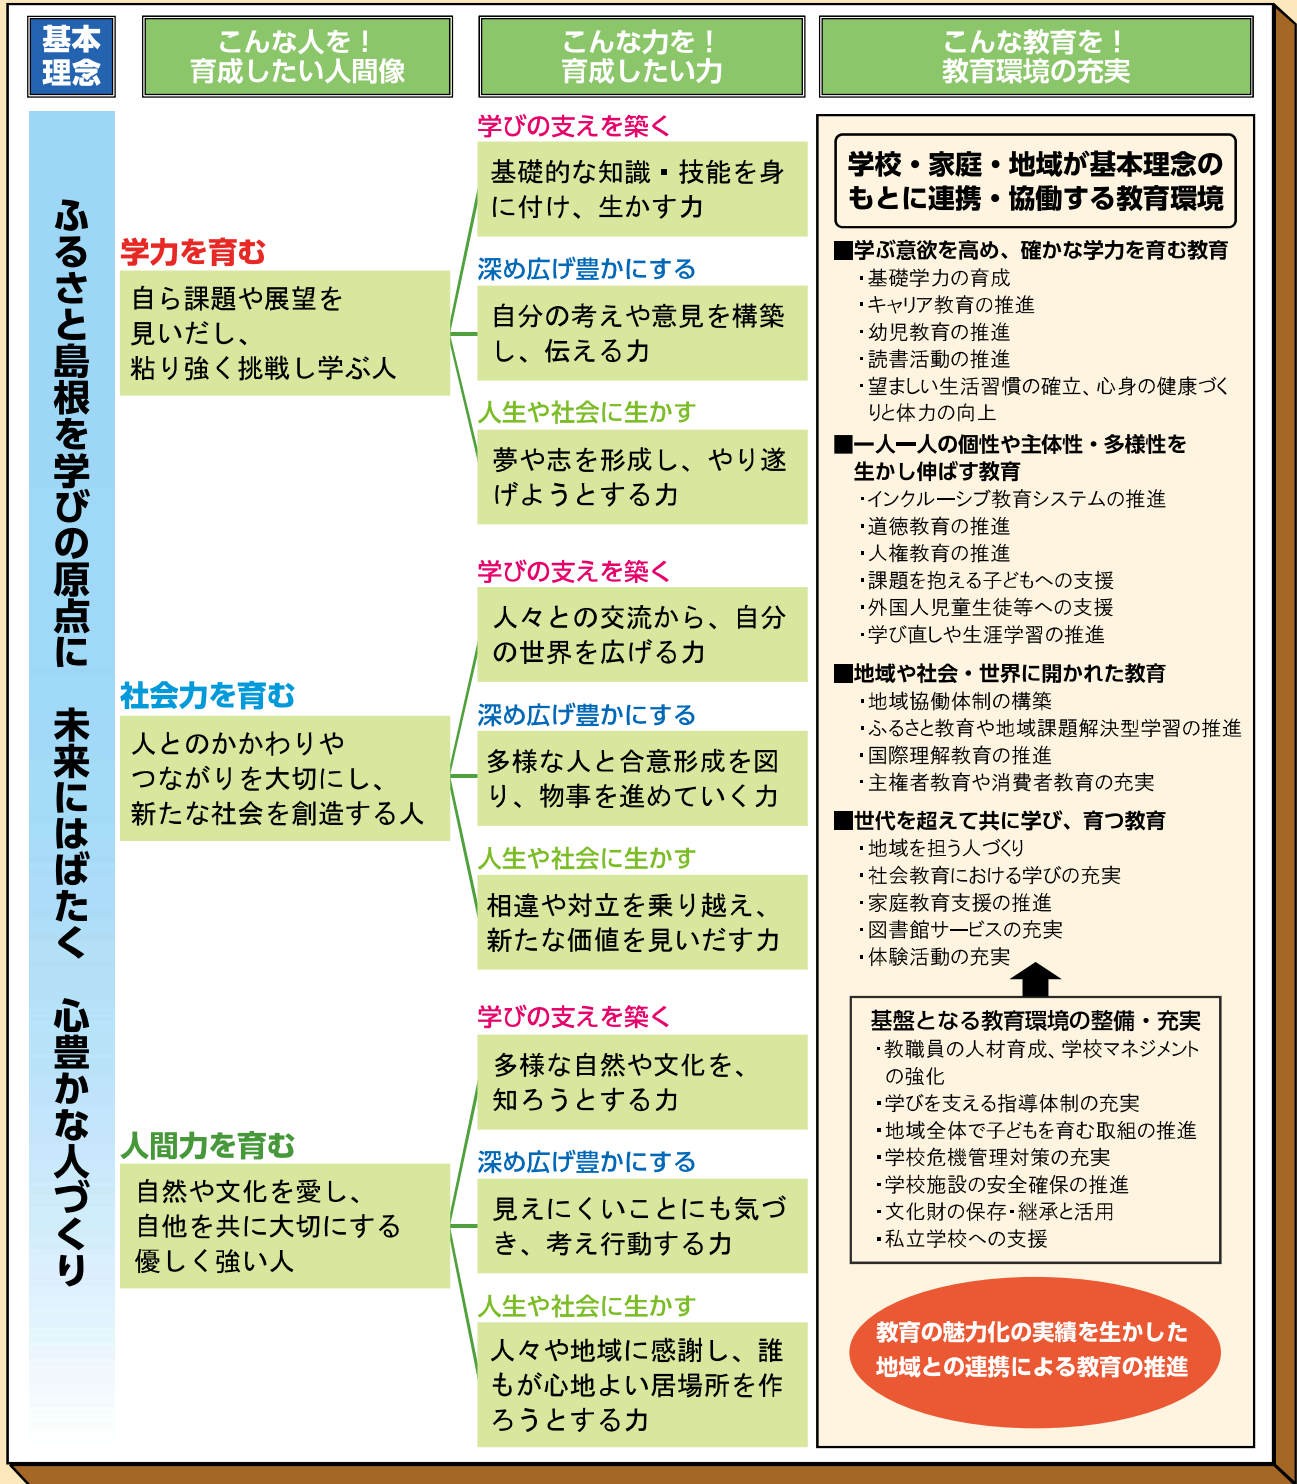 基本
理念
こんな人を！
育成したい人間像
こんな力を！
育成したい力
こんな教育を！
教育環境の充実
ふるさと島根を学びの原点に　未来にはばたく　心豊かな人づくり
学力を育む
自ら課題や展望を
見いだし、
粘り強く挑戦し学ぶ人
学びの支えを築く
基礎的な知識・技能を身
に付け、生かす力
深め広げ豊かにする
自分の考えや意見を構築
し、伝える力
人生や社会に生かす
夢や志を形成し、やり遂
げようとする力
社会力を育む
人とのかかわりや
つながりを大切にし、
新たな社会を創造する人
学びの支えを築く
人々との交流から、自分
の世界を広げる力
深め広げ豊かにする
多様な人と合意形成を図
り、物事を進めていく力
人生や社会に生かす
相違や対立を乗り越え、
新たな価値を見いだす力
人間力を育む
自然や文化を愛し、
自他を共に大切にする
優しく強い人
学びの支えを築く
多様な自然や文化を、
知ろうとする力
深め広げ豊かにする
見えにくいことにも気づ
き、考え行動する力
人生や社会に生かす
人々や地域に感謝し、誰
もが心地よい居場所を作
ろうとする力
学校・家庭・地域が基本理念の
もとに連携・協働する教育環境
■学ぶ意欲を高め、確かな学力を育む教育
・基礎学力の育成
・キャリア教育の推進
・幼児教育の推進
・読書活動の推進
・望ましい生活習慣の確立、心身の健康づく
りと体力の向上
■一人一人の個性や主体性・多様性を
生かし伸ばす教育
・インクルーシブ教育システムの推進
・道徳教育の推進
・人権教育の推進
・課題を抱える子どもへの支援
・外国人児童生徒等への支援
・学び直しや生涯学習の推進
■地域や社会・世界に開かれた教育
・地域協働体制の構築
・ふるさと教育や地域課題解決型学習の推進
・国際理解教育の推進
・主権者教育や消費者教育の充実
■世代を超えて共に学び、育つ教育
・地域を担う人づくり
・社会教育における学びの充実
・家庭教育支援の推進
・図書館サービスの充実
・体験活動の充実
基盤となる教育環境の整備・充実
・教職員の人材育成、学校マネジメント
の強化
・学びを支える指導体制の充実
・地域全体で子どもを育む取組の推進
・学校危機管理対策の充実
・学校施設の安全確保の推進
・文化財の保存・継承と活用
・私立学校への支援
教育の魅力化の実績を生かした
地域との連携による教育の推進